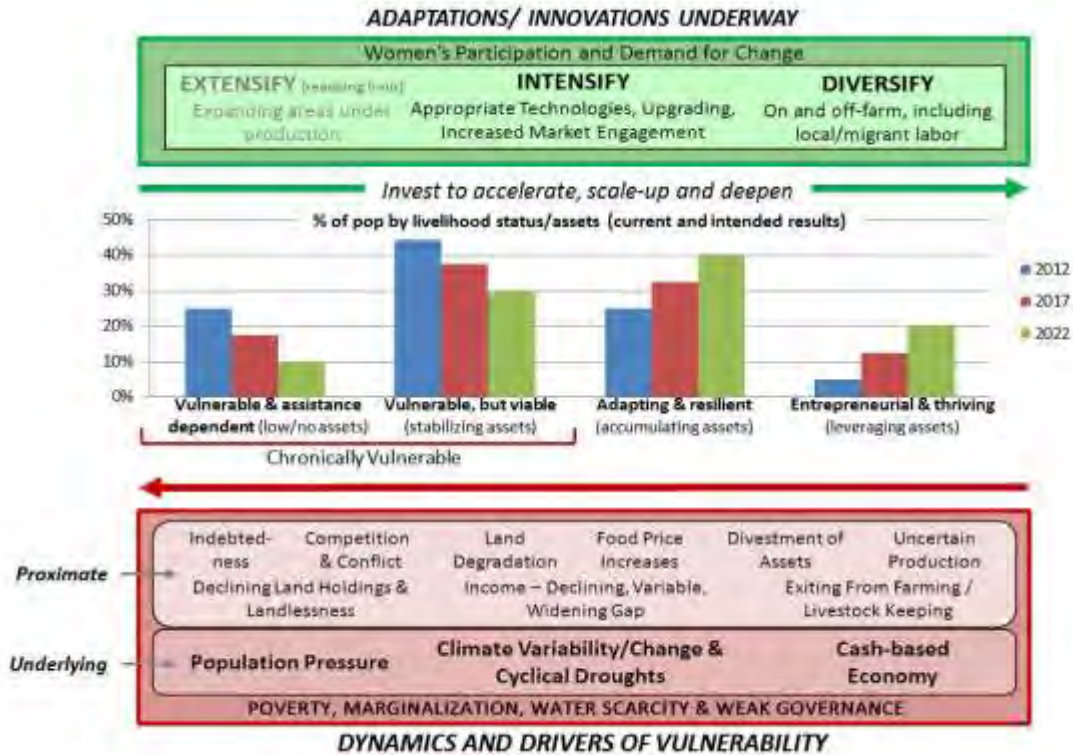 ADAPTATIONS/ INNOVATIONS UNDERWAY
Women's Participation and Demand for Change
EXTENSIFY (reaching limit)
Expanding areas under
production
INTENSIFY
Appropriate Technologies, Upgrading,
Increased Market Engagement
DIVERSIFY
On and off-farm, including
local/migrant labor
Invest to accelerate, scale-up and deepen
% of pop by livelihood status/assets (current and intended results)
50%
40%
30%
20%
10%
0%
2012
2017
2022
Vulnerable & assistance
dependent (low/no assets)
Vulnerable, but viable
(stabilizing assets)
Adapting & resilient
(accumulating assets)
Entrepreneurial & thriving
(leveraging assets)
Chronically Vulnerable
Proximate
Indebted-
ness
Competition
& Conflict
Land
Degradation
Food Price
Increases
Divestment of
Assets
Uncertain
Production
Declining Land Holdings &
Landlessness
Income – Declining, Variable,
Widening Gap
Exiting From Farming /
Livestock Keeping
Underlying
Population Pressure
Climate Variability/Change &
Cyclical Droughts
Cash-based
Economy
POVERTY, MARGINALIZATION, WATER SCARCITY & WEAK GOVERNANCE
DYNAMICS AND DRIVERS OF VULNERABILITY